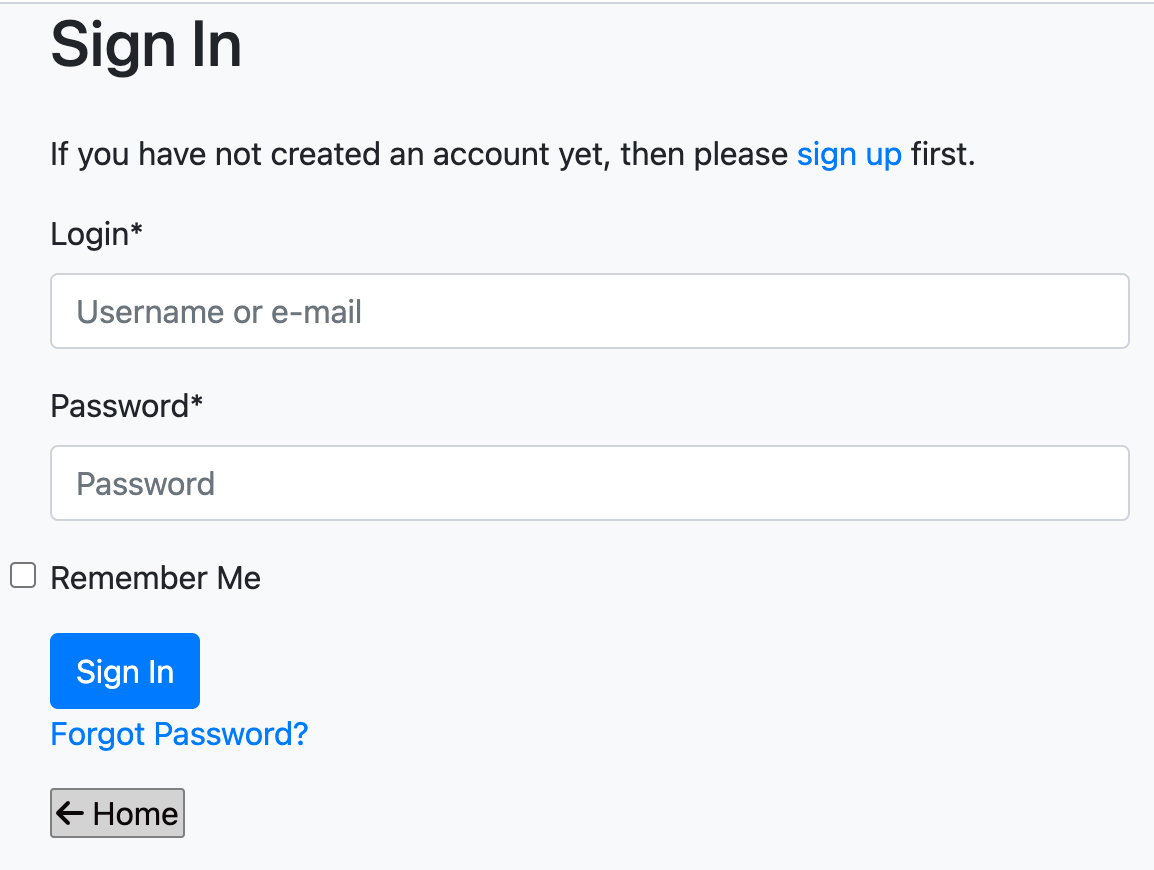 Sign In
If you have not created an account yet, then please sign up first.
Login*
Username or e-mail
Password*
Password
Remember Me
Sign In
Forgot Password?
← Home